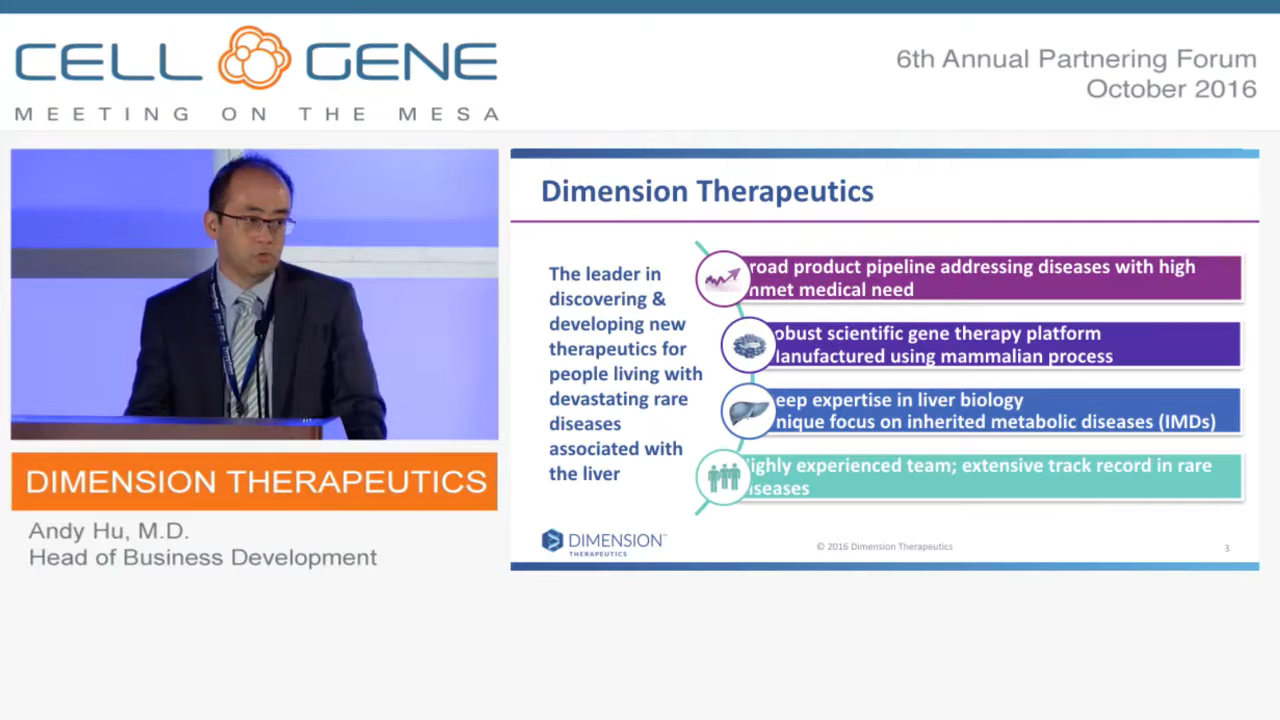 CELL GENE
MEETING ON THE MESA
6th Annual Partnering Forum
October 2016
Dimension Therapeutics
The leader in
discovering &
developing new
therapeutics for
people living with
devastating rare
diseases
associated with
the liver
road product pipeline addressing diseases with high
nmet medical need
obust scientific gene therapy platform
anufactured using mammalian process
eep expertise in liver biology
nique focus on inherited metabolic diseases (IMDs)
ighly experienced team; extensive track record in rare
iseases
DIMENSION™
THERAPEUTICS
© 2016 Dimension Therapeutics
3
DIMENSION THERAPEUTICS
Andy Hu, M.D.
Head of Business Development